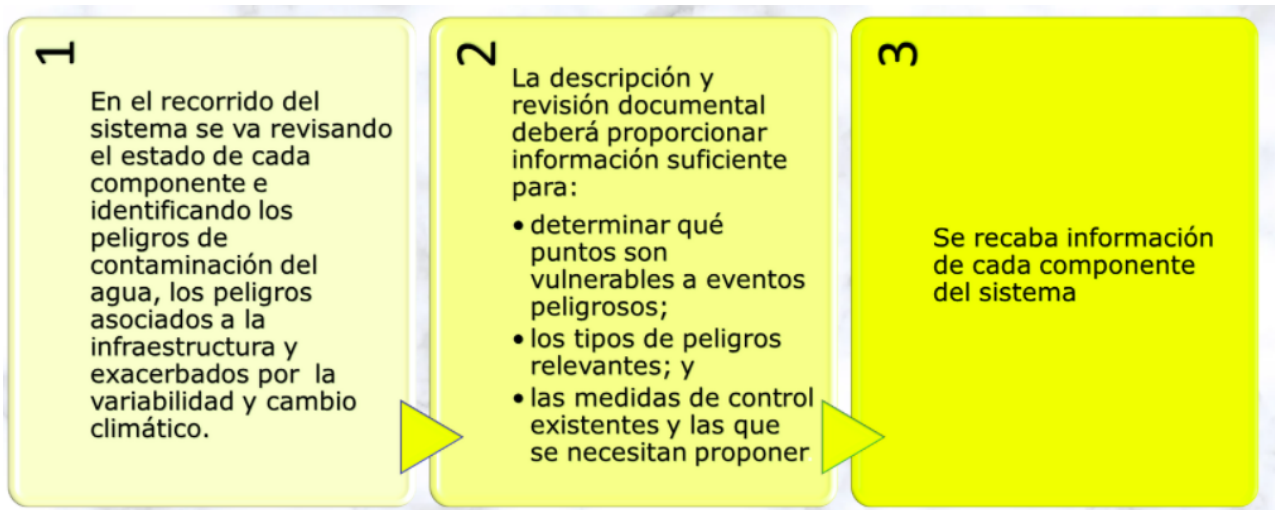 1
En el recorrido del
sistema se va revisando
el estado de cada
componente e
identificando los
peligros de
contaminación del
agua, los peligros
asociados a la
infraestructura y
exacerbados por la
variabilidad y cambio
climático.
2
La descripción y
revisión documental
deberá proporcionar
información suficiente
para:
• determinar qué
puntos son
vulnerables a eventos
peligrosos;
• los tipos de peligros
relevantes; y
• las medidas de control
existentes y las que
se necesitan proponer
3
Se recaba información
de cada componente
del sistema